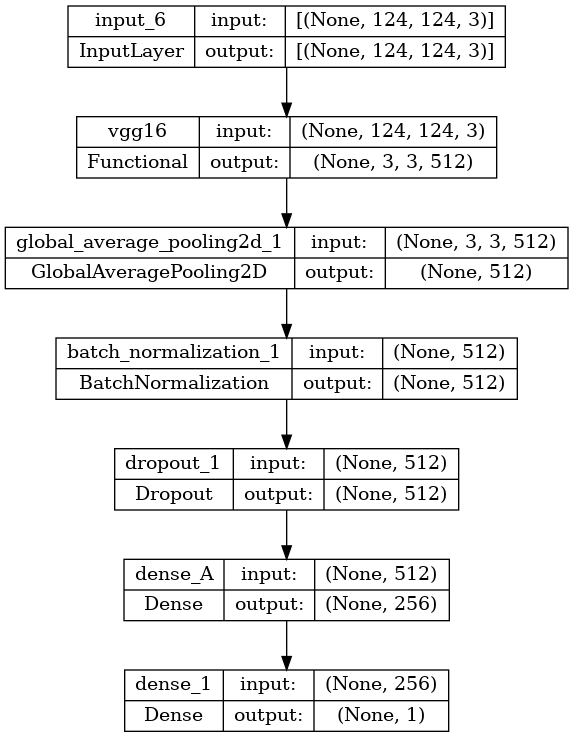 input_6 input: [(None, 124, 124, 3)]
InputLayer output: [(None, 124, 124, 3)]
vgg16 input: (None, 124, 124, 3)
Functional output: (None, 3, 3, 512)
global_average_pooling2d_1 input: (None, 3, 3, 512)
GlobalAveragePooling2D output: (None, 512)
batch_normalization_1 input: (None, 512)
BatchNormalization output: (None, 512)
dropout_1 input: (None, 512)
Dropout output: (None, 512)
dense_A input: (None, 512)
Dense output: (None, 256)
dense_1 input: (None, 256)
Dense output: (None, 1)